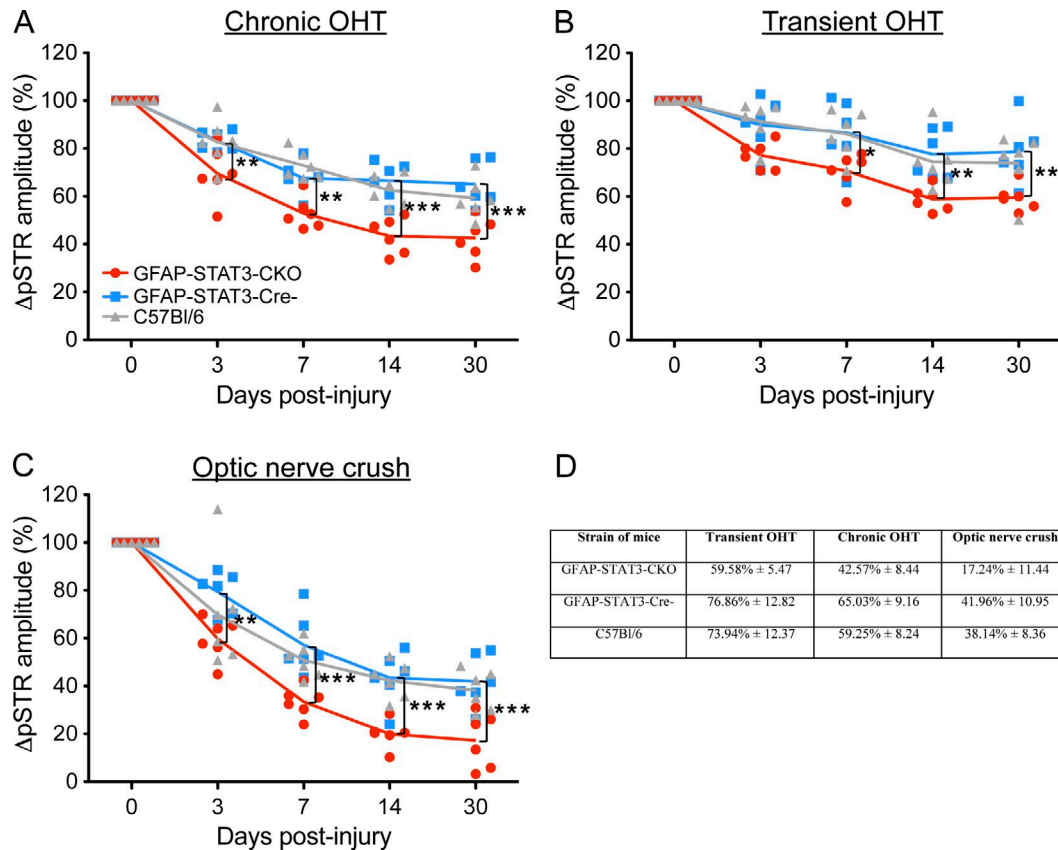 A
Chronic OHT
ΔpSTR amplitude (%)
120
100
80
60
40
20
0
** ** *** ***
GFAP-STAT3-CKO
GFAP-STAT3-Cre-
C57Bl/6
0 3 7 14 30
Days post-injury
B
Transient OHT
ΔpSTR amplitude (%)
120
100
80
60
40
20
0
* ** **
0 3 7 14 30
Days post-injury
C
Optic nerve crush
ΔpSTR amplitude (%)
120
100
80
60
40
20
0
** *** *** ***
0 3 7 14 30
Days post-injury
D
Strain of mice Transient OHT Chronic OHT Optic nerve crush
GFAP-STAT3-CKO 59.58% ± 5.47 42.57% ± 8.44 17.24% ± 11.44
GFAP-STAT3-Cre- 76.86% ± 12.82 65.03% ± 9.16 41.96% ± 10.95
C57Bl/6 73.94% ± 12.37 59.25% ± 8.24 38.14% ± 8.36